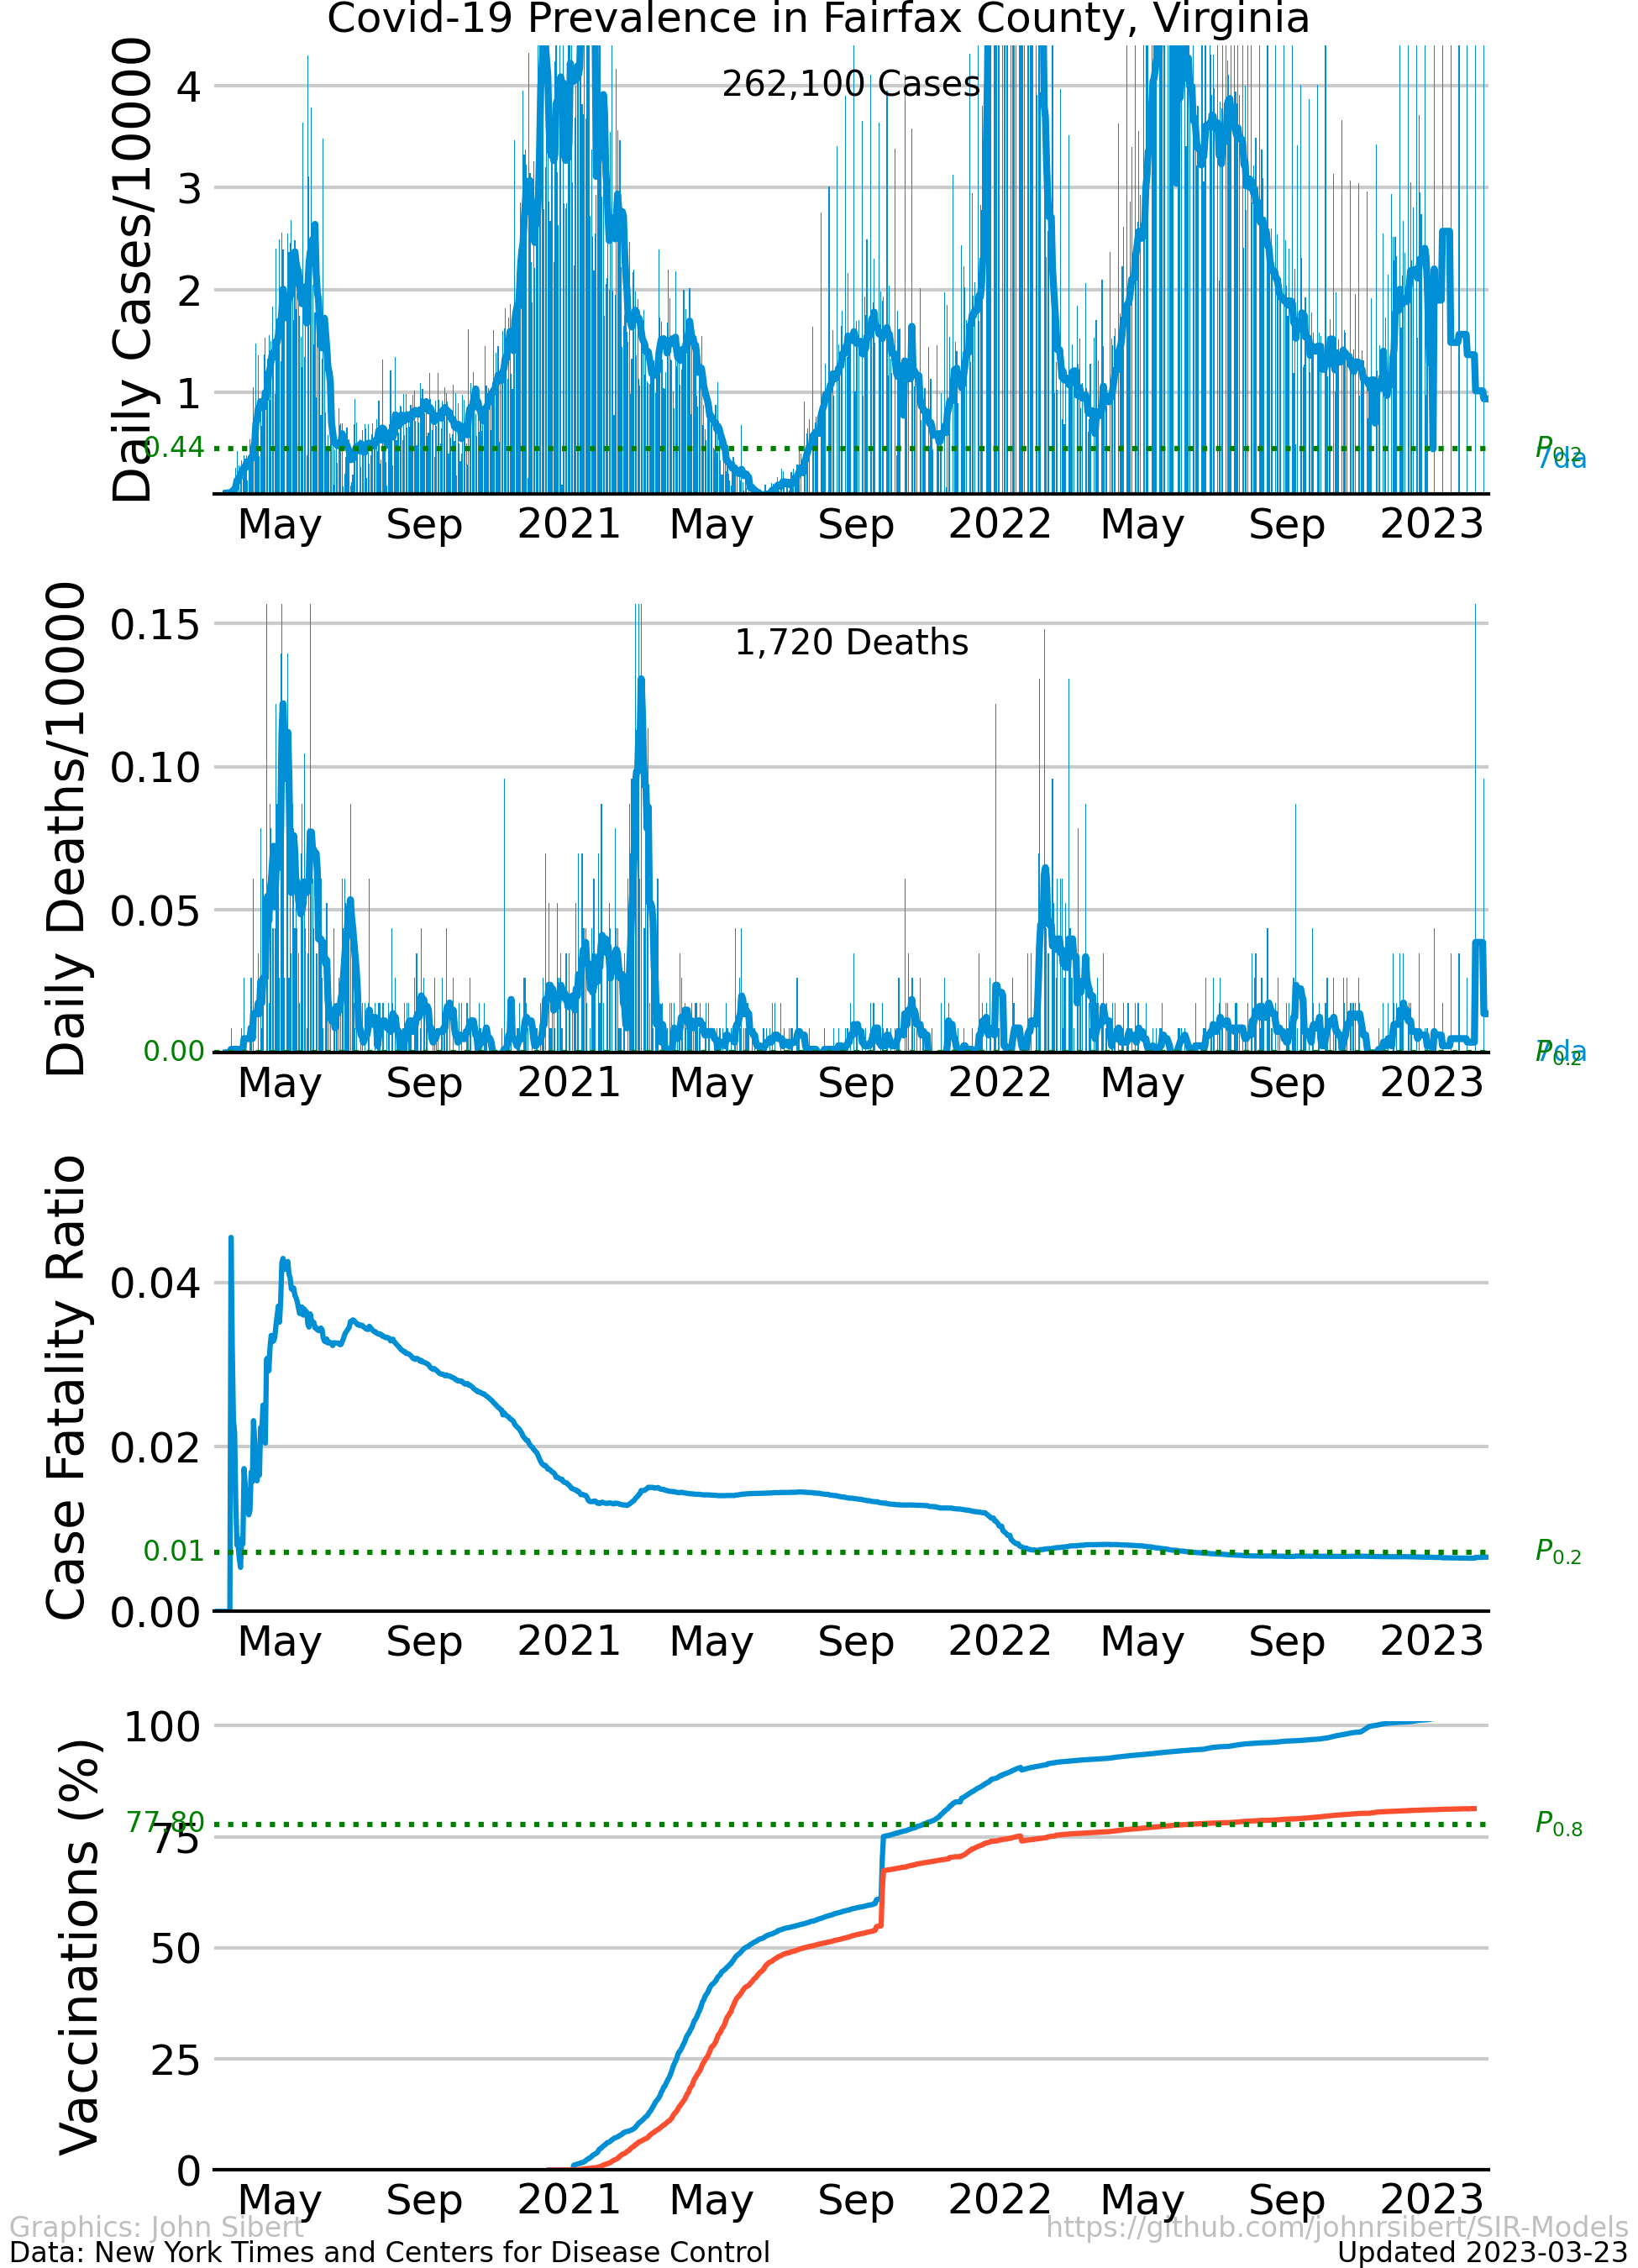 Covid-19 Prevalence in Fairfax County, Virginia
262,100 Cases
Daily Cases/10000
4
3
2
1
0.44
P0.2
7da
May Sep 2021 May Sep 2022 May Sep 2023
1,720 Deaths
Daily Deaths/10000
0.15
0.10
0.05
0.00
P0.2
7da
May Sep 2021 May Sep 2022 May Sep 2023
Case Fatality Ratio
0.04
0.02
0.01
0.00
P0.2
May Sep 2021 May Sep 2022 May Sep 2023
Vaccinations (%)
100
77.80
75
50
25
0
P0.8
May Sep 2021 May Sep 2022 May Sep 2023
Graphics: John Sibert
https://github.com/johnrsibert/SIR-Models
Data: New York Times and Centers for Disease Control
Updated 2023-03-23